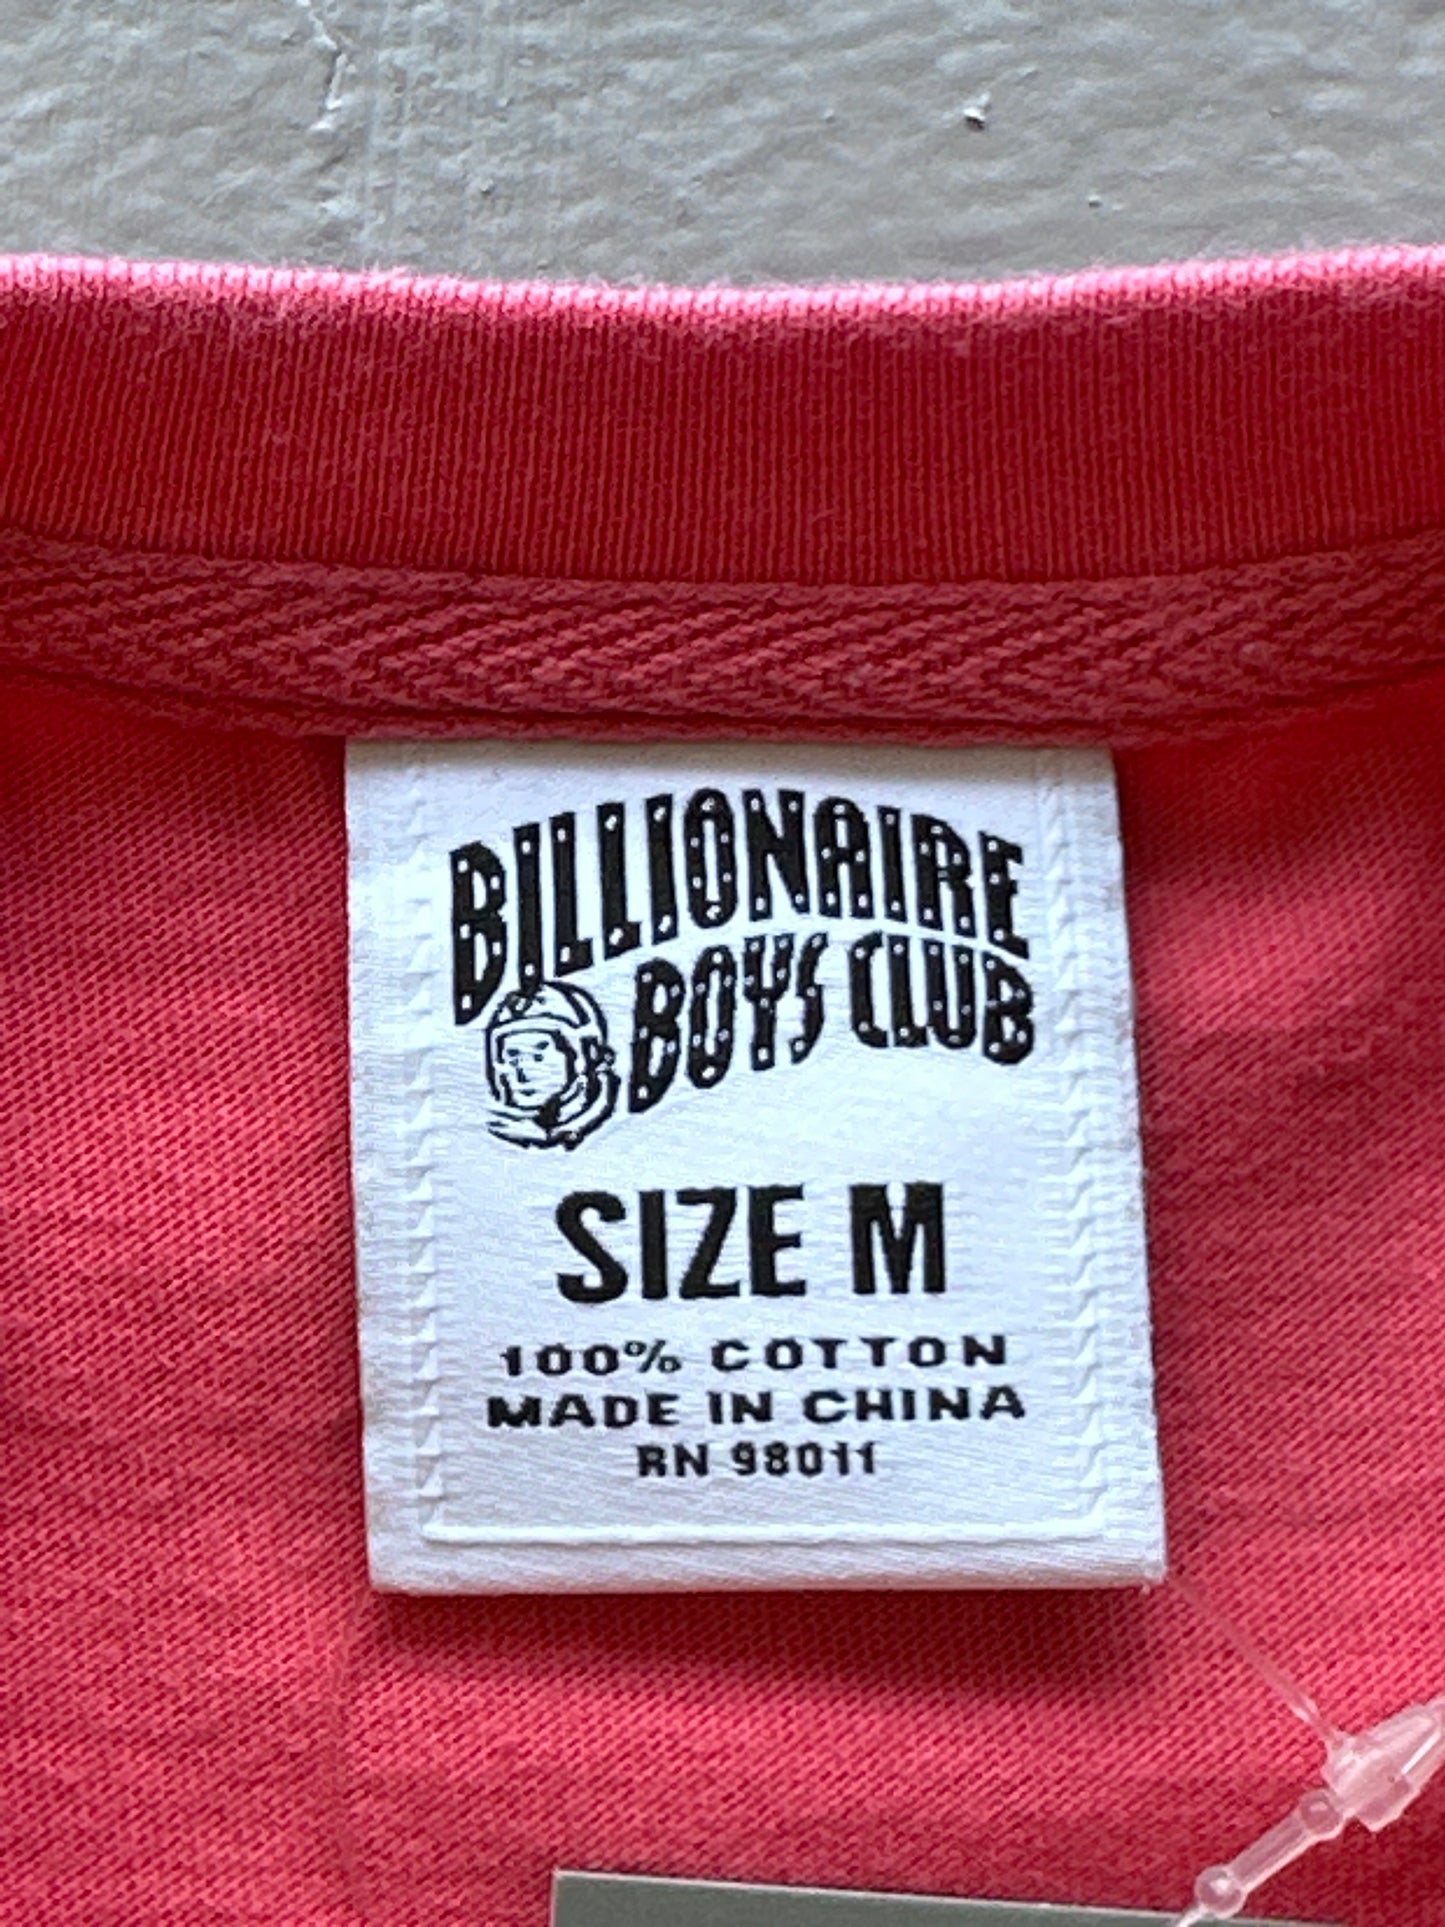 BILLIONAIRE
BOYS CLUB
SIZE M
100% COTTON
MADE IN CHINA
RN 98011